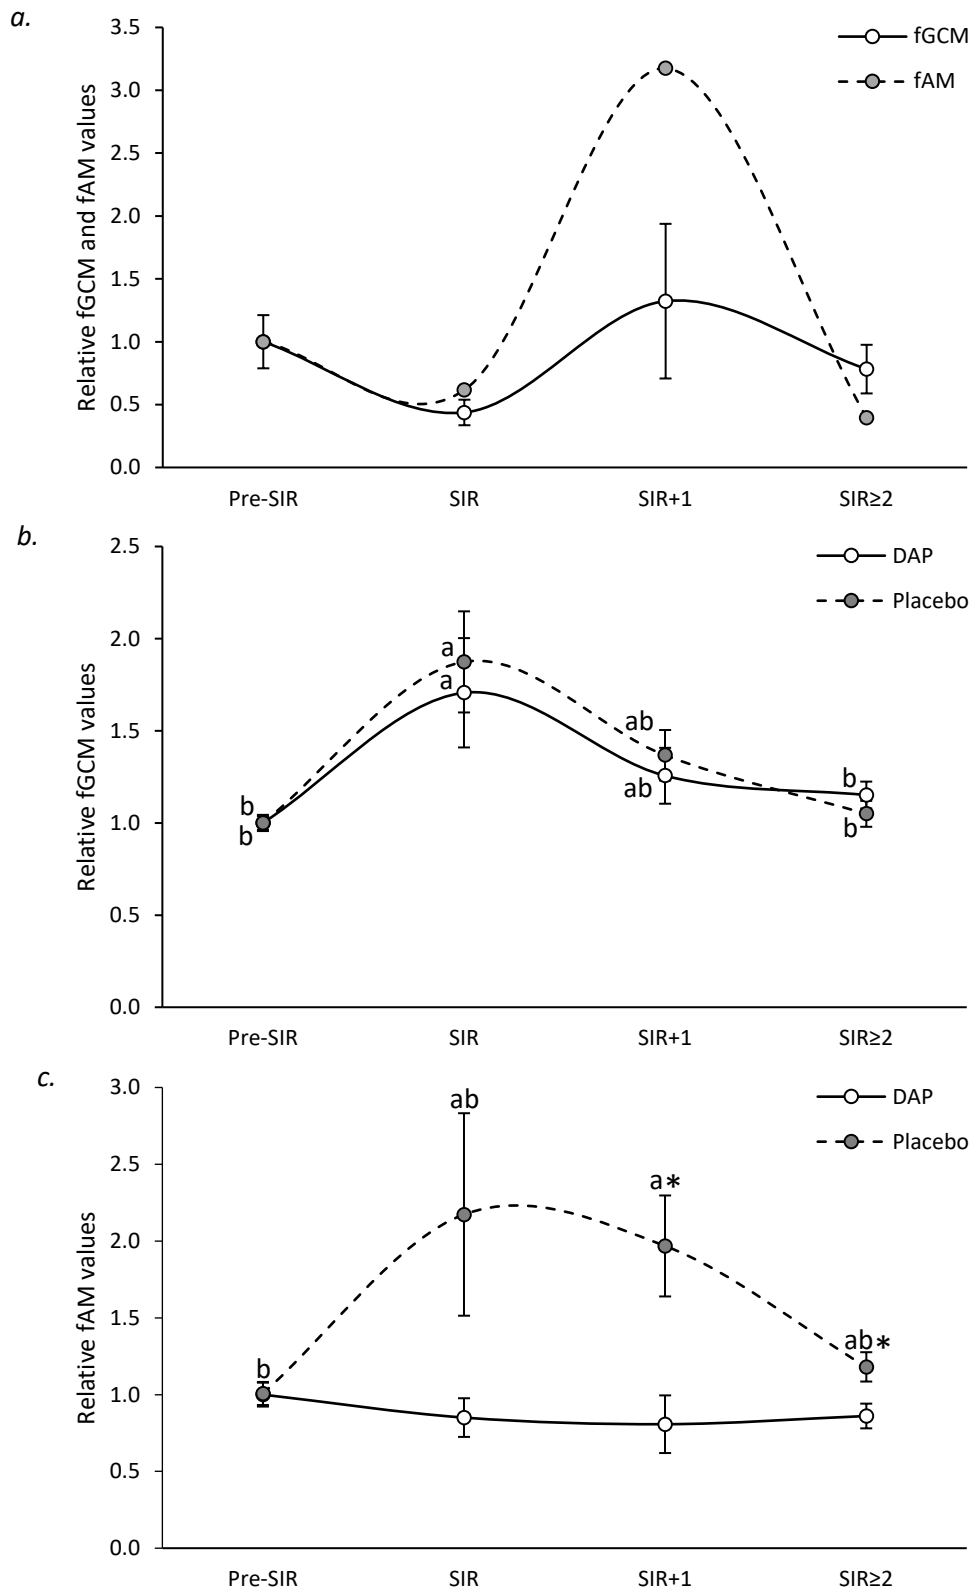 a.
3.5
3.0
2.5
2.0
1.5
1.0
0.5
0.0
Relative fGCM and fAM values
fGCM
fAM
Pre-SIR SIR SIR+1 SIR≥2
b.
2.5
2.0
1.5
1.0
0.5
0.0
Relative fGCM values
DAP
Placebo
a
a
ab
ab
b
b
b
b
Pre-SIR SIR SIR+1 SIR≥2
c.
3.0
2.5
2.0
1.5
1.0
0.5
0.0
Relative fAM values
DAP
Placebo
ab
a*
ab*
b
Pre-SIR SIR SIR+1 SIR≥2